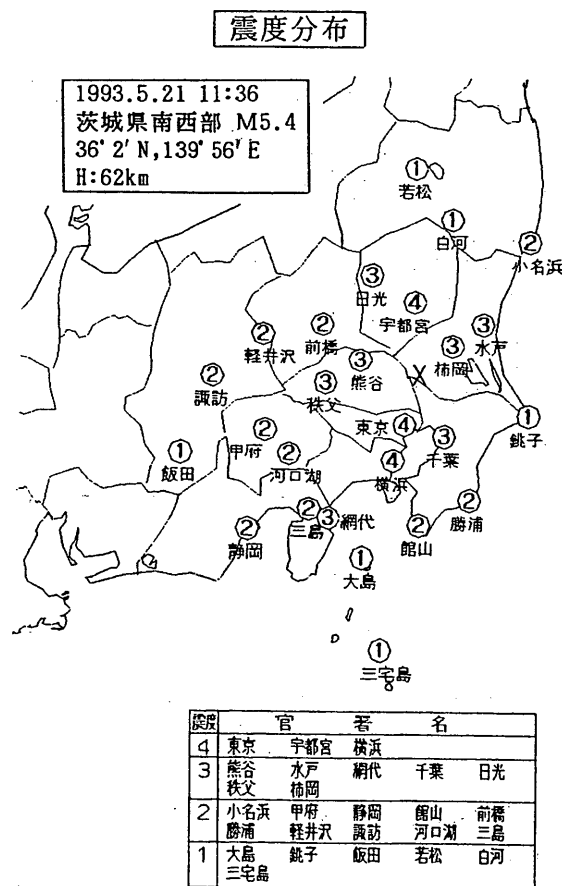 震度分布
1993.5.21 11:36
茨城県南西部 M5.4
36°2′N,139°56′E
H:62km
①
若松
①
白河
②
小名浜
③
日光
④
宇都宮
③
水戸
③
柿岡
②
軽井沢
②
前橋
③
熊谷
②
諏訪
③
秩父
X
①
銚子
②
甲府
東京 ④
③
千葉
①
飯田
②
河口湖
④
横浜
②
静岡
②
三島
③ 網代
②
館山
②
勝浦
①
大島
①
三宅島
震度 官署名
4 東京 宇都宮 横浜
3 熊谷 水戸 網代 千葉 日光
秩父 柿岡
2 小名浜 甲府 静岡 館山 前橋
勝浦 軽井沢 諏訪 河口湖 三島
1 大島 銚子 飯田 若松 白河
三宅島